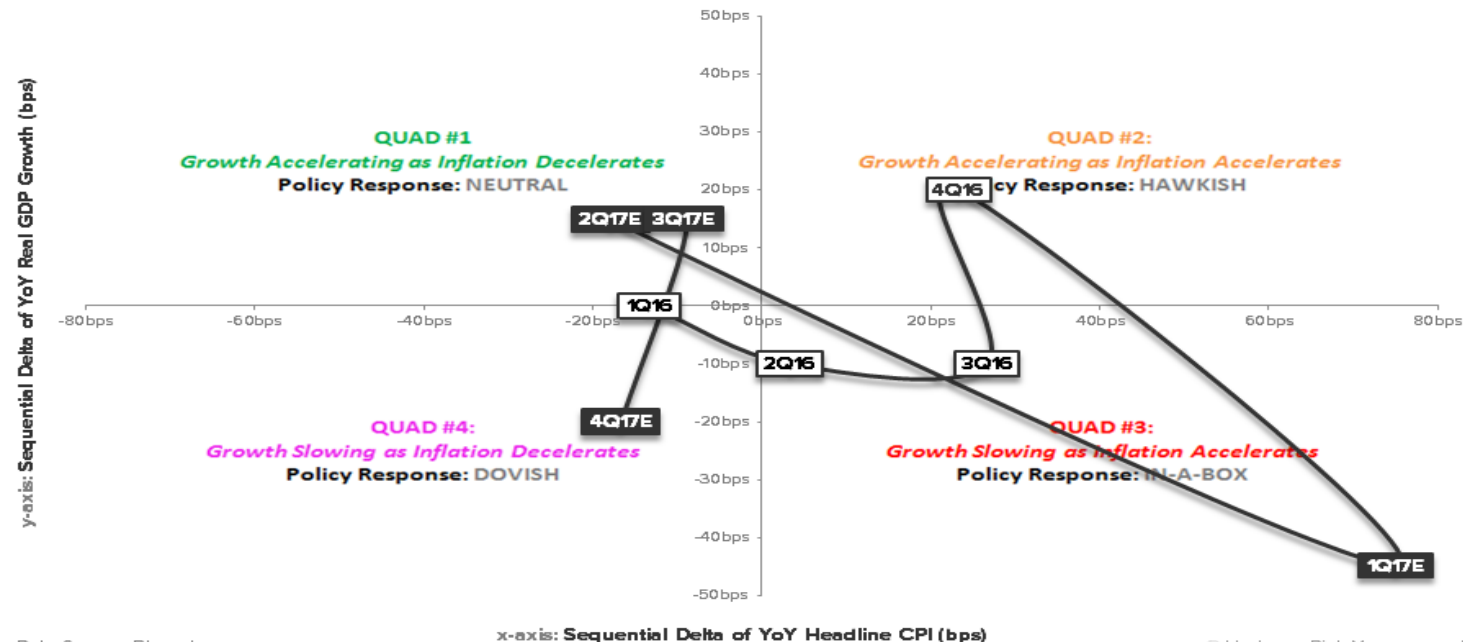 50bps
40bps
30bps
20bps
10bps
0bps
-10bps
-20bps
-30bps
-40bps
-50bps
-80bps
-60bps
-40bps
-20bps
0bps
20bps
40bps
60bps
80bps
y-axis: Sequential Delta of YoY Real GDP Growth (bps)
QUAD #1
Growth Accelerating as Inflation Decelerates
Policy Response: NEUTRAL
QUAD #2:
Growth Accelerating as Inflation Accelerates
cy Response: HAWKISH
4Q16
2Q17E
3Q17E
1Q16
2Q16
3Q16
4Q17E
QUAD #4:
Growth Slowing as Inflation Decelerates
Policy Response: DOVISH
QUAD #3:
Growth Slowing as Inflation Accelerates
Policy Response: IN-A-BOX
1Q17E
x-axis: Sequential Delta of YoY Headline CPI (bps)